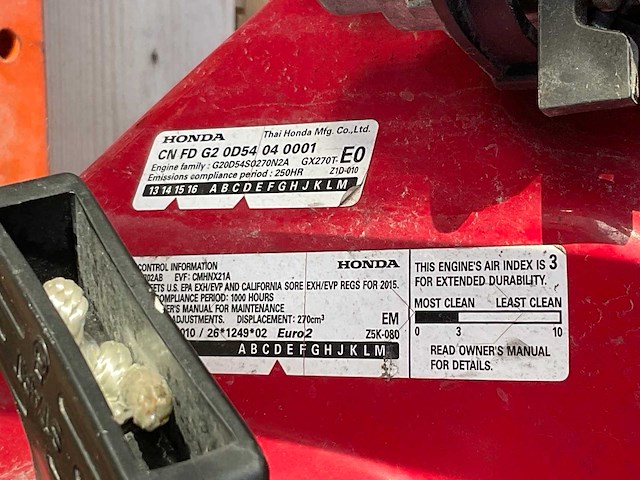 HONDA Thai Honda Mfg. Co.,Ltd.
CN FD G2 0D54 04 0001
Engine family : G20D54S0270N2A GX270T- E0
Emissions compliance period : 250HR Z1D-010
13 14 15 16 A B C D E F G H J K L M
CONTROL INFORMATION HONDA
EVF: CMHNX21A
U.S. EPA EXH/EVP AND CALIFORNIA SORE EXH/EVP REGS FOR 2015.
COMPLIANCE PERIOD: 1000 HOURS
OWNER'S MANUAL FOR MAINTENANCE
ADJUSTMENTS. DISPLACEMENT: 270cm³ EM
010 / 26*1249*02 Euro2 Z5K-080
A B C D E F G H J K L M
THIS ENGINE'S AIR INDEX IS 3
FOR EXTENDED DURABILITY.
MOST CLEAN LEAST CLEAN
0 3 10
READ OWNER'S MANUAL
FOR DETAILS.